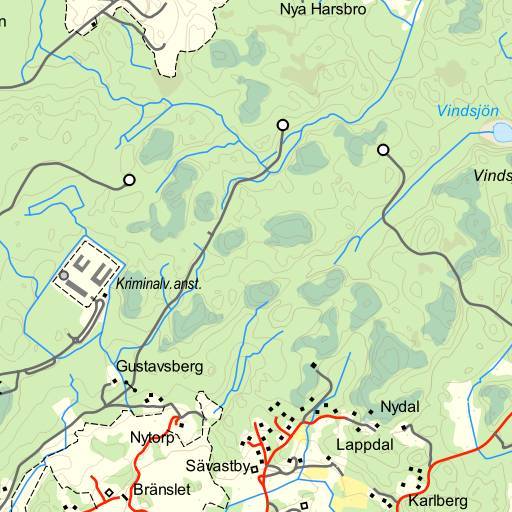 Nya Harsbro
n
Vindsjön
Vinds
Kriminalv.anst.
Gustavsberg
Nydal
Nytorp
Lappdal
Sävastby
Bränslet
Karlberg